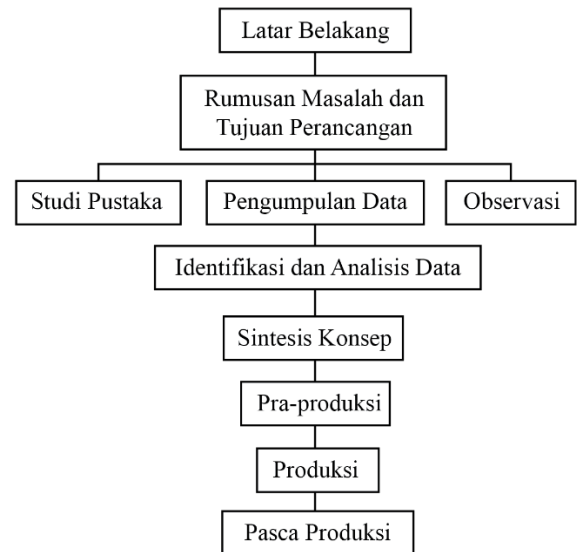 Latar Belakang
Rumusan Masalah dan
Tujuan Perancangan
Studi Pustaka
Pengumpulan Data
Observasi
Identifikasi dan Analisis Data
Sintesis Konsep
Pra-produksi
Produksi
Pasca Produksi